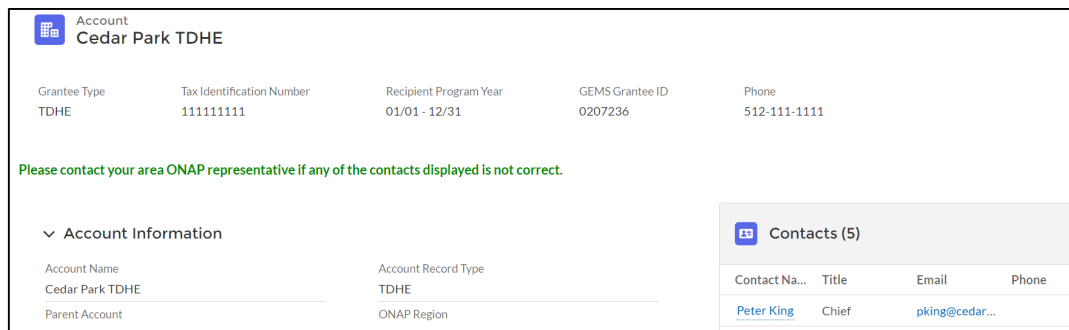 Account
Cedar Park TDHE
Grantee Type Tax Identification Number Recipient Program Year GEMS Grantee ID Phone
TDHE 111111111 01/01 - 12/31 0207236 512-111-1111
Please contact your area ONAP representative if any of the contacts displayed is not correct.
Account Information
Account Name Account Record Type
Cedar Park TDHE TDHE
Parent Account ONAP Region
Contacts (5)
Contact Na... Title Email Phone
Peter King Chief pking@cedar...